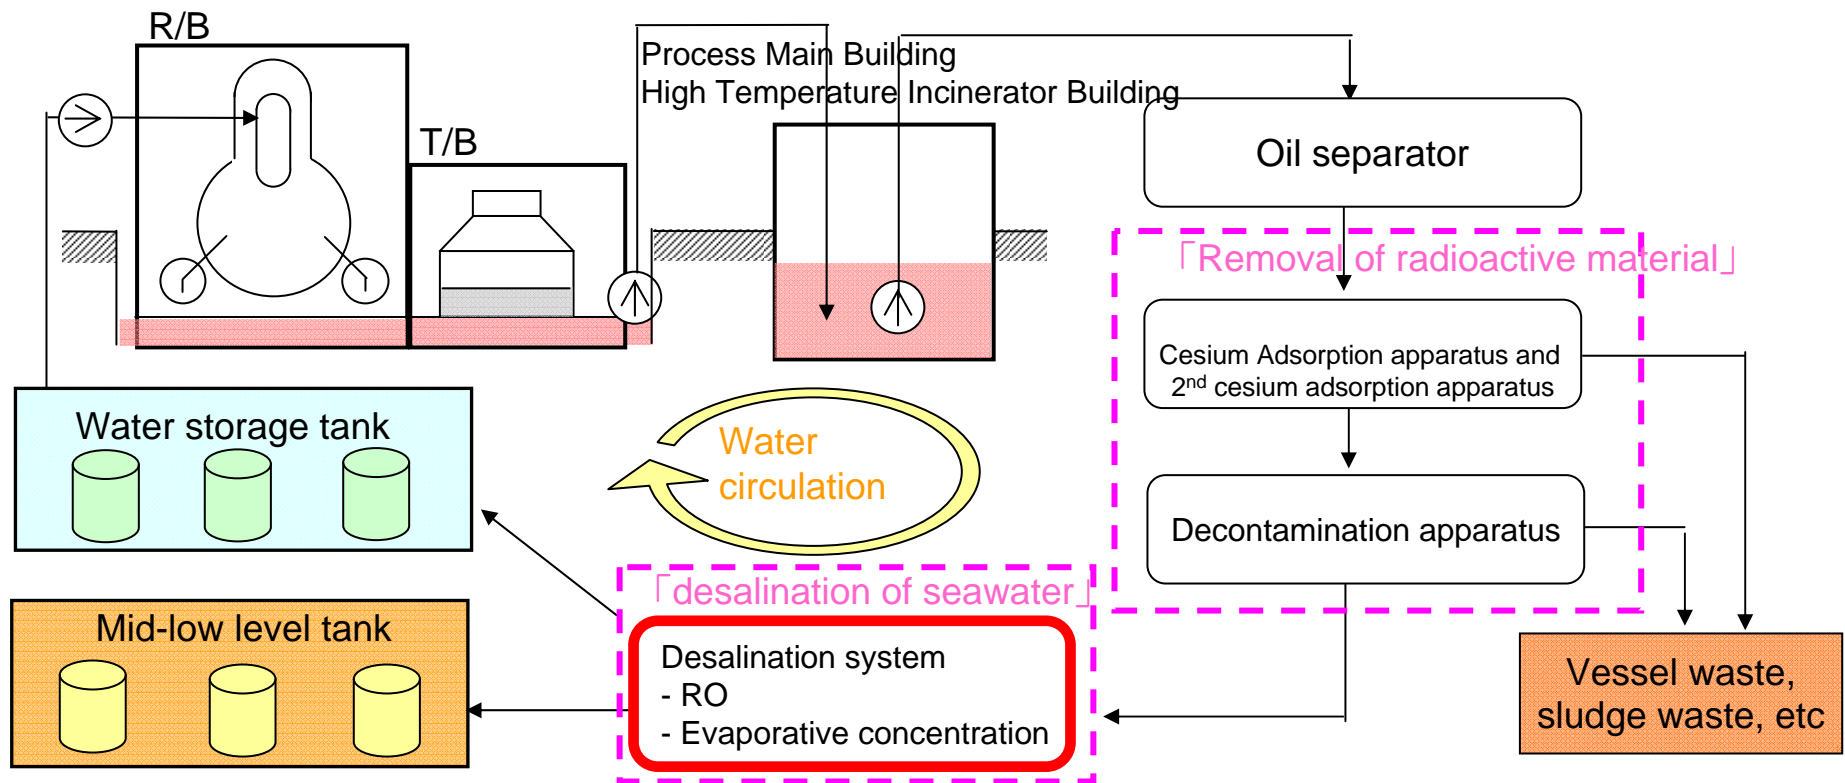 R/B
T/B
Process Main Building
High Temperature Incinerator Building
Oil separator
「Removal of radioactive material」
Cesium Adsorption apparatus and
2nd cesium adsorption apparatus
Decontamination apparatus
Vessel waste,
sludge waste, etc
Water storage tank
Water
circulation
「desalination of seawater」
Desalination system
- RO
- Evaporative concentration
Mid-low level tank